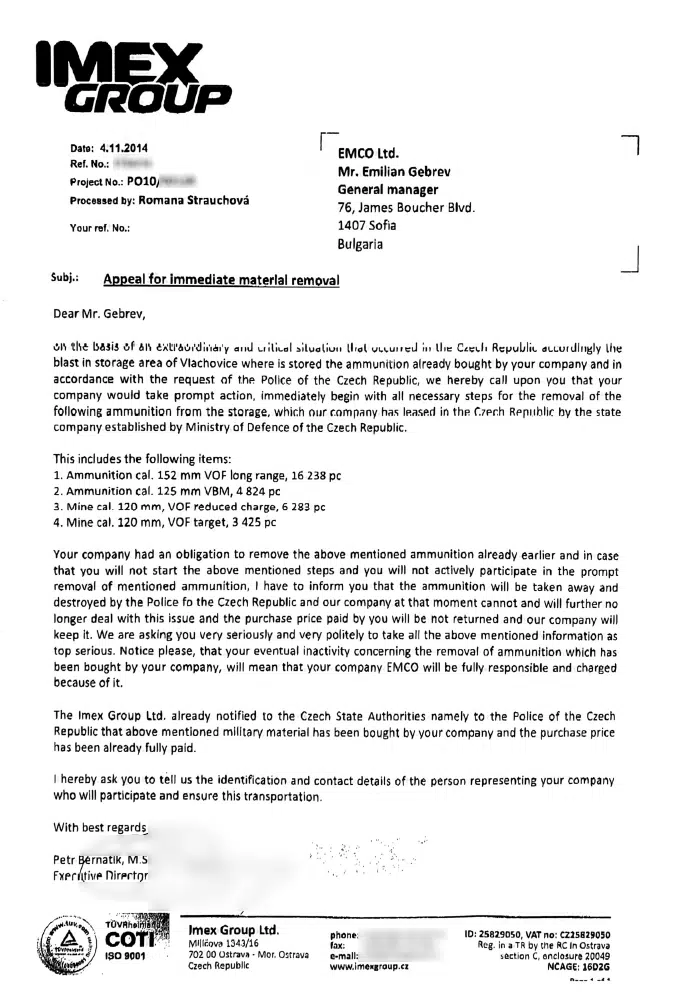 IMEX
GROUP
Date: 4.11.2014
Ref. No.:
Project No.: PO10/
Processed by: Romana Strauchová
Your ref. No.:
EMCO Ltd.
Mr. Emilian Gebrev
General manager
76, James Boucher Blvd.
1407 Sofia
Bulgaria
Subj.: Appeal for immediate material removal
Dear Mr. Gebrev,
on the basis of an extraordinary and critical situation that occurred in the Czech Republic accordingly the
blast in storage area of Vlachovice where is stored the ammunition already bought by your company and in
accordance with the request of the Police of the Czech Republic, we hereby call upon you that your
company would take prompt action, immediately begin with all necessary steps for the removal of the
following ammunition from the storage, which our company has leased in the Czech Republic by the state
company established by Ministry of Defence of the Czech Republic.
This includes the following items:
1. Ammunition cal. 152 mm VOF long range, 16 238 pc
2. Ammunition cal. 125 mm VBM, 4 824 pc
3. Mine cal. 120 mm, VOF reduced charge, 6 283 pc
4. Mine cal. 120 mm, VOF target, 3 425 pc
Your company had an obligation to remove the above mentioned ammunition already earlier and in case
that you will not start the above mentioned steps and you will not actively participate in the prompt
removal of mentioned ammunition, I have to inform you that the ammunition will be taken away and
destroyed by the Police fo the Czech Republic and our company at that moment cannot and will further no
longer deal with this issue and the purchase price paid by you will be not returned and our company will
keep it. We are asking you very seriously and very politely to take all the above mentioned information as
top serious. Notice please, that your eventual inactivity concerning the removal of ammunition which has
been bought by your company, will mean that your company EMCO will be fully responsible and charged
because of it.
The Imex Group Ltd. already notified to the Czech State Authorities namely to the Police of the Czech
Republic that above mentioned military material has been bought by your company and the purchase price
has been already fully paid.
I hereby ask you to tell us the identification and contact details of the person representing your company
who will participate and ensure this transportation.
With best regards
Petr Bernatik, M.S
Executive Director
TÜVRheinland
COTI
ISO 9001
Imex Group Ltd.
Milíčova 1343/16
702 00 Ostrava - Mor. Ostrava
Czech Republic
phone:
fax:
e-mail:
www.imexgroup.cz
ID: 25829050, VAT no: CZ25829050
Reg. in a TR by the RC in Ostrava
section C, enclosure 20049
NCAGE: 16D2G
Page 1 of 1